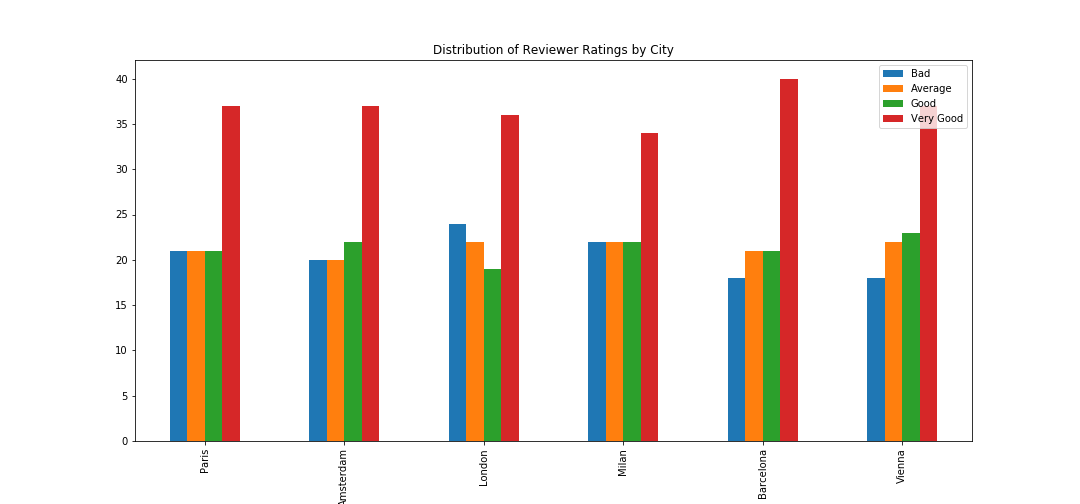 Distribution of Reviewer Ratings by City
Bad
Average
Good
Very Good
40
35
30
25
20
15
10
5
0
Paris
msterdam
London
Milan
Barcelona
Vienna